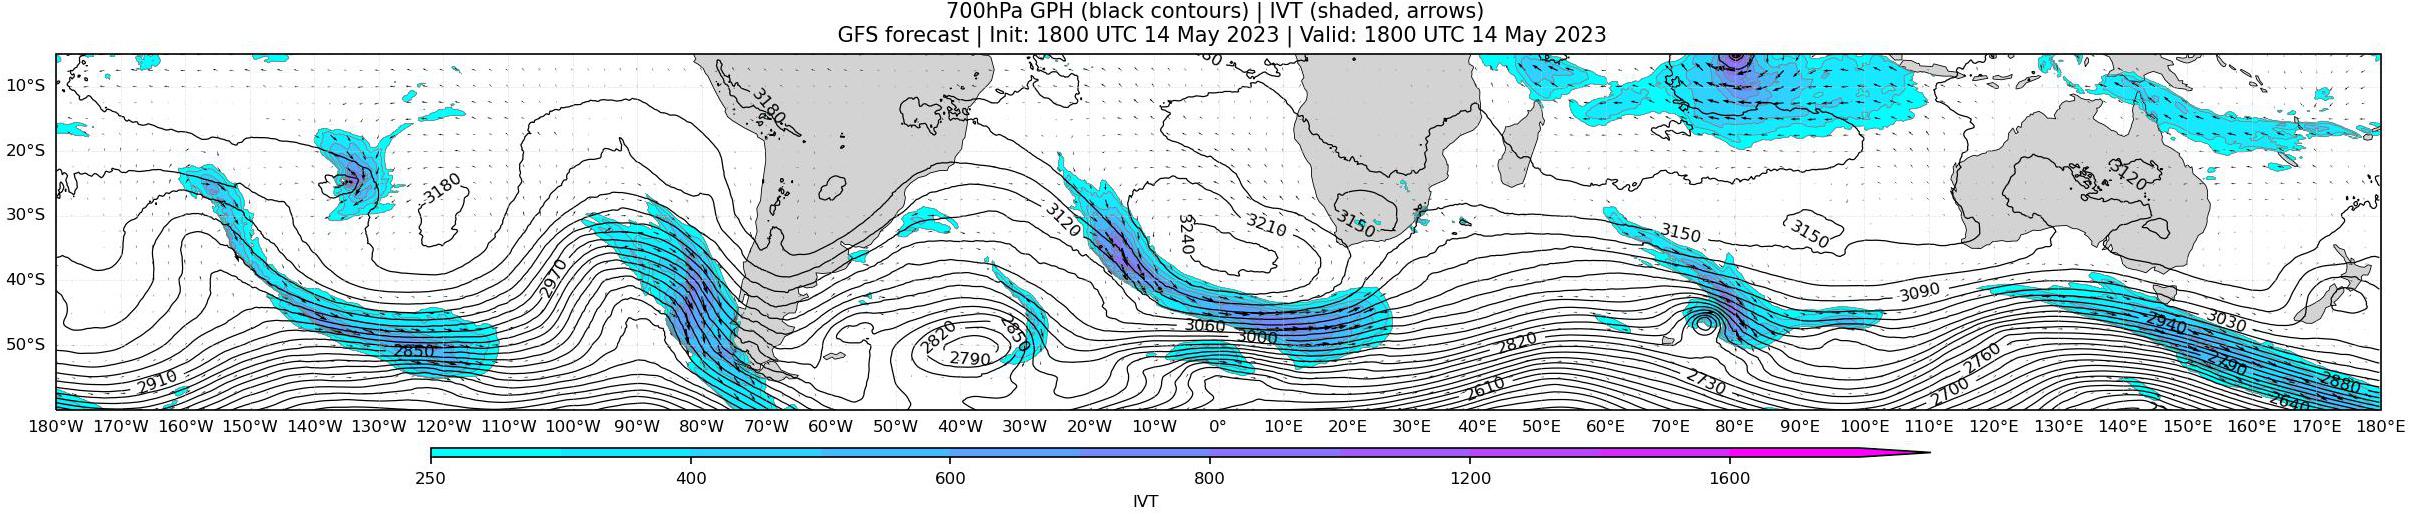 700hPa GPH (black contours) | IVT (shaded, arrows)
GFS forecast | Init: 1800 UTC 14 May 2023 | Valid: 1800 UTC 14 May 2023
10°S
20°S
30°S
40°S
50°S
3180
3180
3120
3240
3210
3150
3150
3150
3120
2970
2910
2850
2820
2790
2850
3060
3000
2820
2610
2730
3090
2760
2700
2940
3030
2790
2880
2640
180°W 170°W 160°W 150°W 140°W 130°W 120°W 110°W 100°W 90°W 80°W 70°W 60°W 50°W 40°W 30°W 20°W 10°W 0° 10°E 20°E 30°E 40°E 50°E 60°E 70°E 80°E 90°E 100°E 110°E 120°E 130°E 140°E 150°E 160°E 170°E 180°E
250 400 600 800 1200 1600
IVT